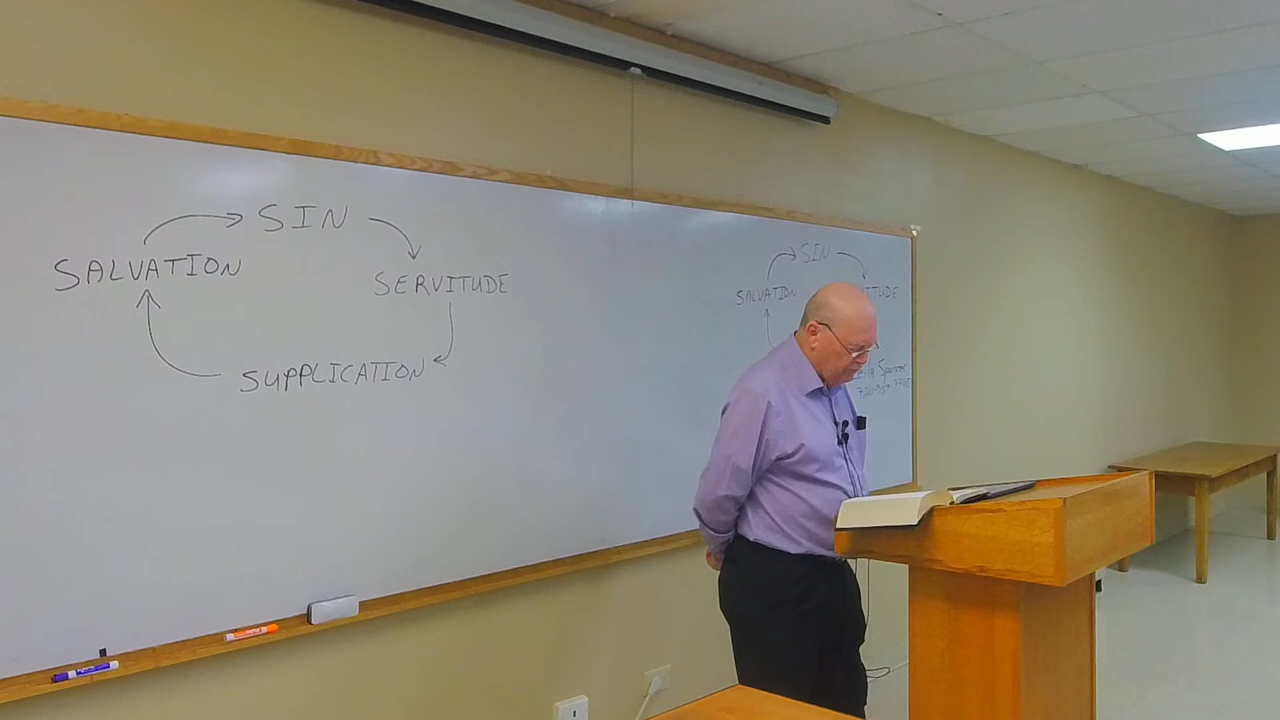 SIN
SALVATION
SERVITUDE
SUPPLICATION
SIN
SALVATION